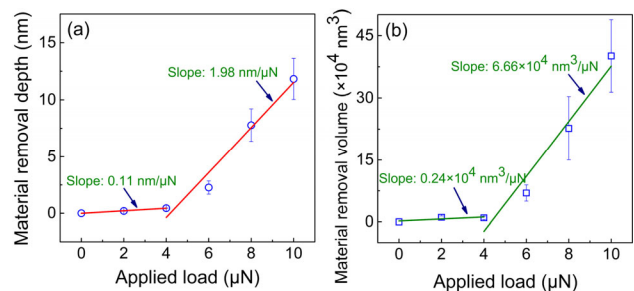 (a)
Material removal depth (nm)
15
10
5
0
Slope: 1.98 nm/µN
Slope: 0.11 nm/µN
0 2 4 6 8 10
Applied load (µN)
(b)
Material removal volume (×10⁴ nm³)
45
30
15
0
Slope: 6.66×10⁴ nm³/µN
Slope: 0.24×10⁴ nm³/µN
0 2 4 6 8 10
Applied load (µN)